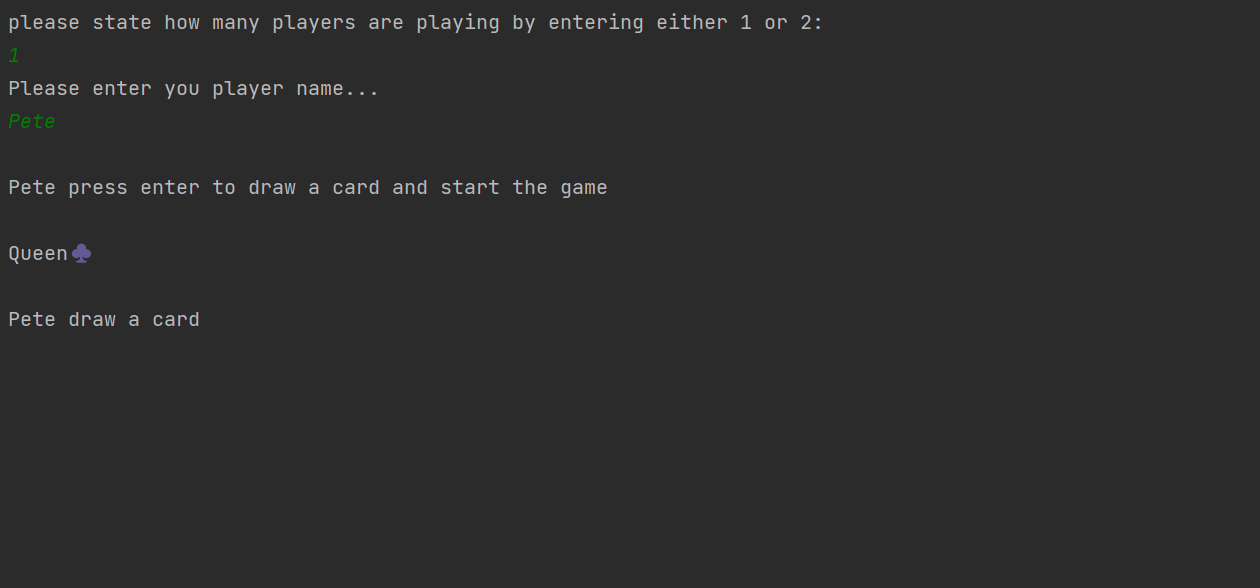 please state how many players are playing by entering either 1 or 2:
1
Please enter you player name...
Pete
Pete press enter to draw a card and start the game
Queen♣
Pete draw a card